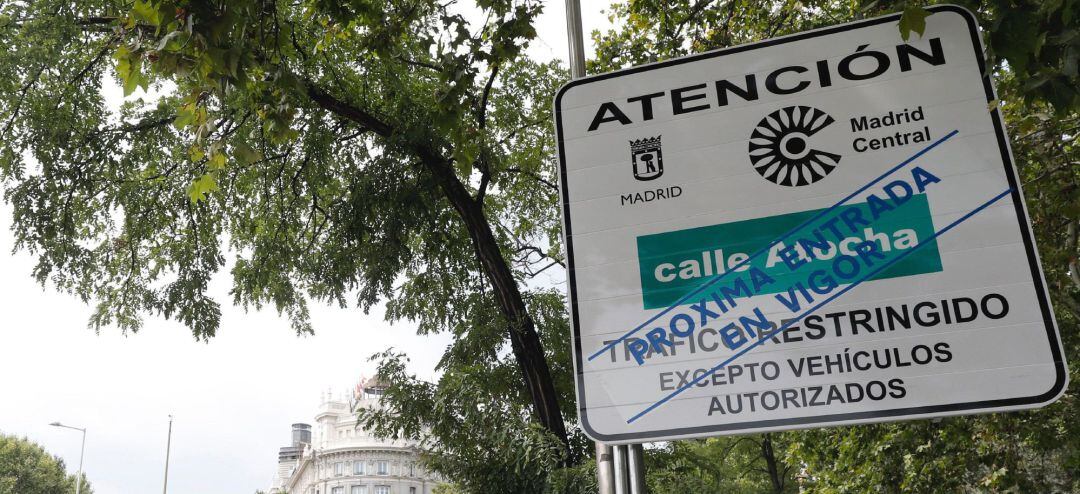 ATENCIÓN
MADRID
Madrid
Central
calle Atocha
PROXIMA ENTRADA
EN VIGOR
TRÁFICO RESTRINGIDO
EXCEPTO VEHÍCULOS
AUTORIZADOS